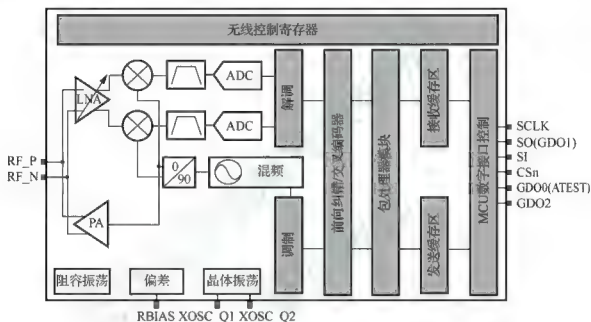 无线控制寄存器
LNA
ADC
ADC
解调
前向纠错/交叉编码器
包处理器模块
接收缓存区
MCU数字接口控制
SCLK
SO(GDO1)
SI
CSn
GDO0(ATEST)
GDO2
RF_P
RF_N
0
90
混频
PA
调制
发送缓存区
阻容振荡
偏差
晶体振荡
RBIAS XOSC_Q1 XOSC_Q2